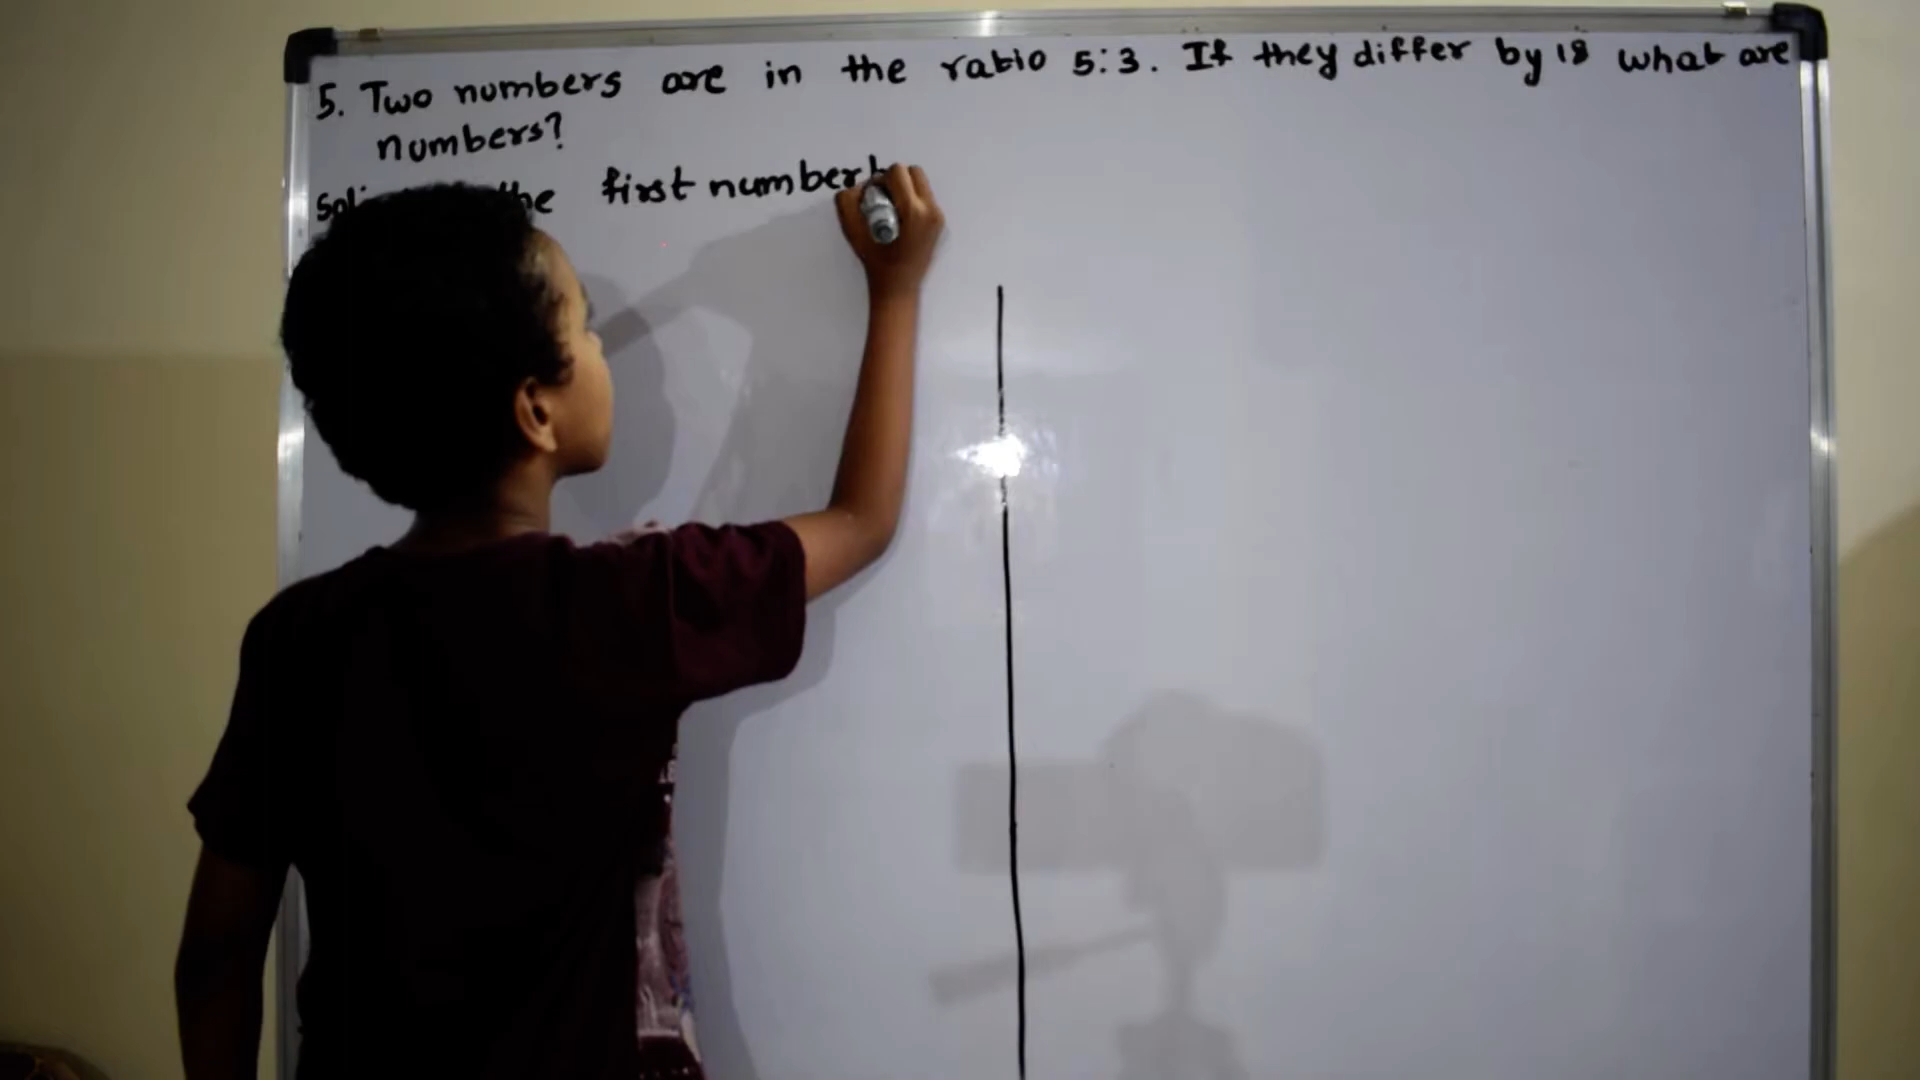 5. Two numbers are in the ratio 5:3. If they differ by 18 what are
numbers?
the first number